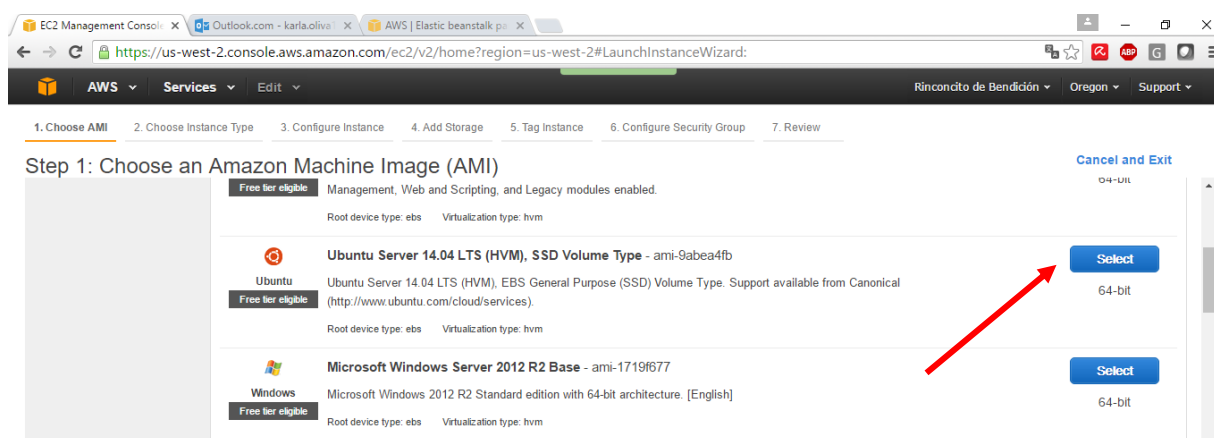 EC2 Management Console
Outlook.com - karla.oliva
AWS | Elastic beanstalk pa
https://us-west-2.console.aws.amazon.com/ec2/v2/home?region=us-west-2#LaunchInstanceWizard:
ABP
G
AWS Services Edit Rinconcito de Bendición Oregon Support
1. Choose AMI 2. Choose Instance Type 3. Configure Instance 4. Add Storage 5. Tag Instance 6. Configure Security Group 7. Review
Step 1: Choose an Amazon Machine Image (AMI) Cancel and Exit
Free tier eligible Management, Web and Scripting, and Legacy modules enabled. 64-bit
Root device type: ebs Virtualization type: hvm
Ubuntu Server 14.04 LTS (HVM), SSD Volume Type - ami-9abea4fb Select
Ubuntu Ubuntu Server 14.04 LTS (HVM), EBS General Purpose (SSD) Volume Type. Support available from Canonical 64-bit
Free tier eligible (http://www.ubuntu.com/cloud/services).
Root device type: ebs Virtualization type: hvm
Microsoft Windows Server 2012 R2 Base - ami-1719f677 Select
Windows Microsoft Windows 2012 R2 Standard edition with 64-bit architecture. [English] 64-bit
Free tier eligible
Root device type: ebs Virtualization type: hvm